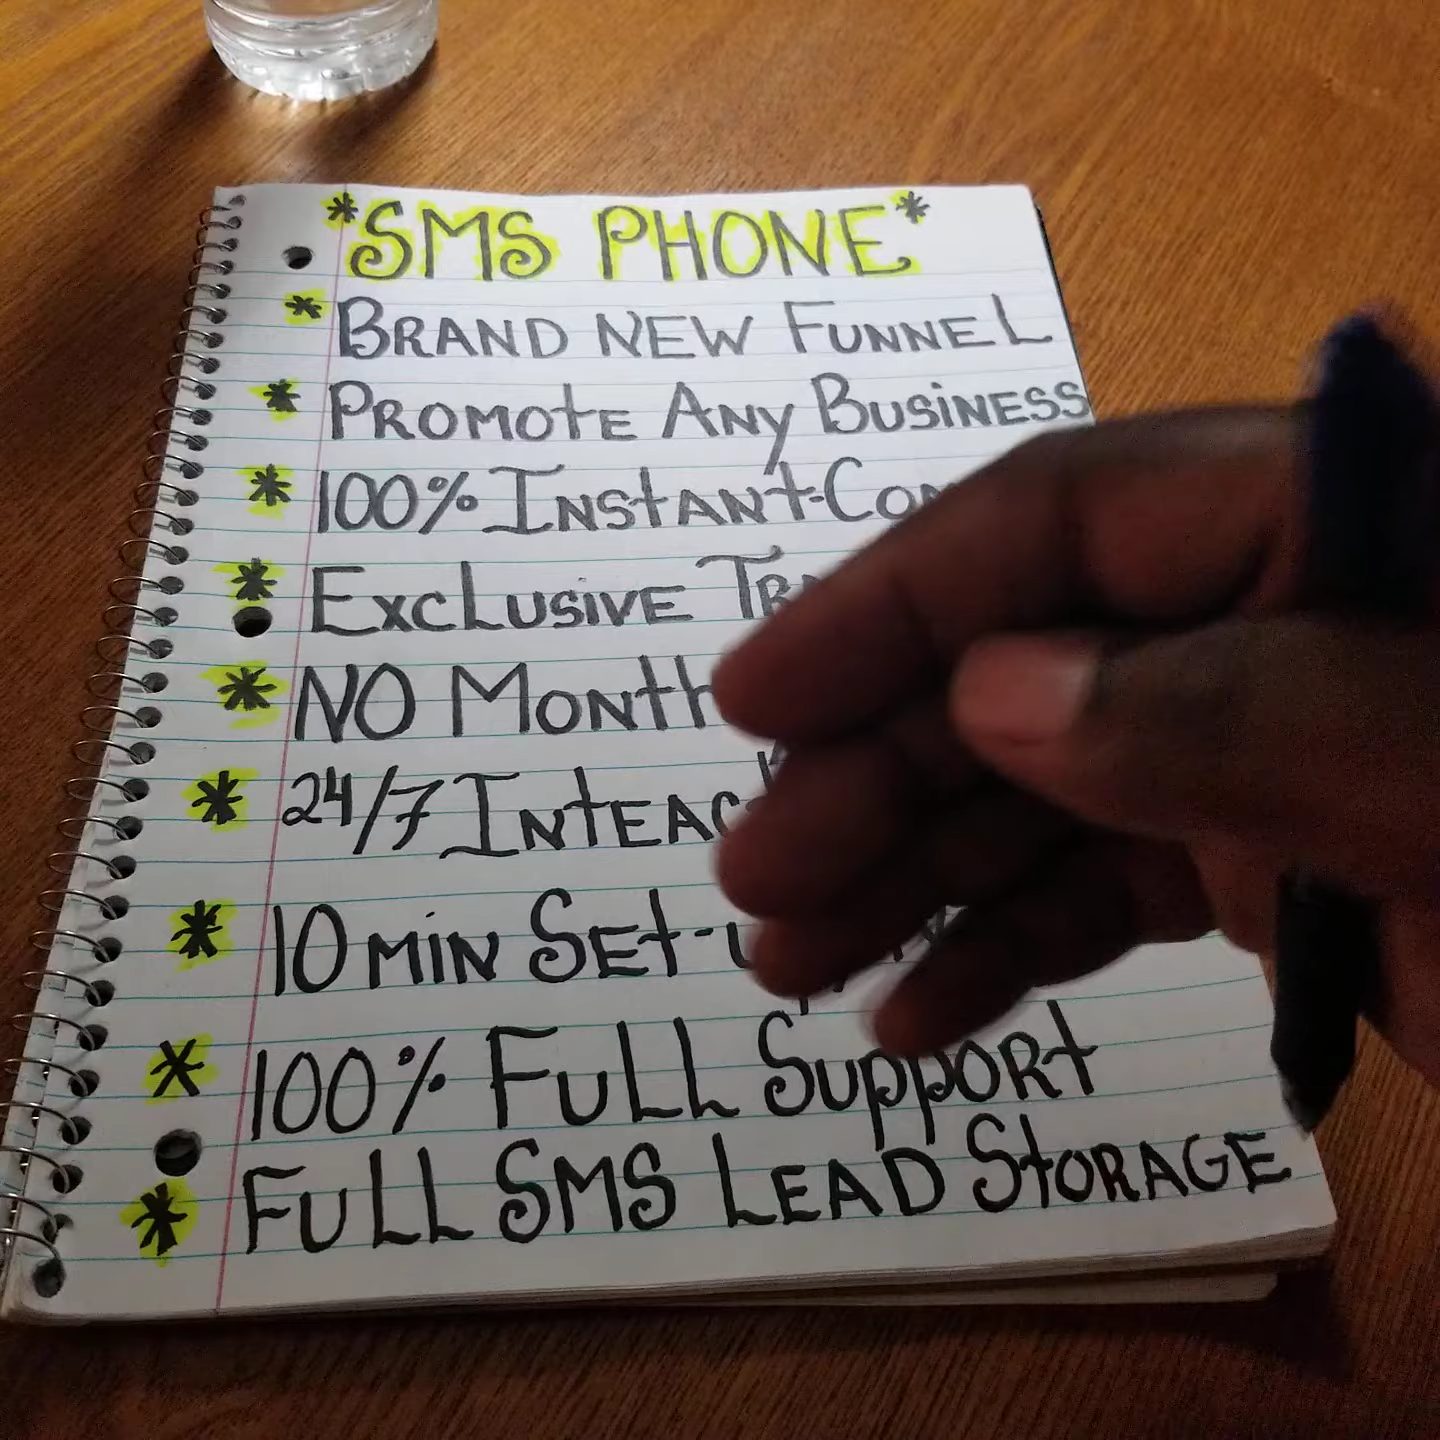 *SMS PHONE*
* BRAND NEW FUNNEL
* PROMOTE ANY BUSINESS
* 100% INSTANT-
* EXCLUSIVE
* NO
* 24/7
* 10 MIN SET-
* 100% FULL SUPPORT
* FULL SMS LEAD STORAGE